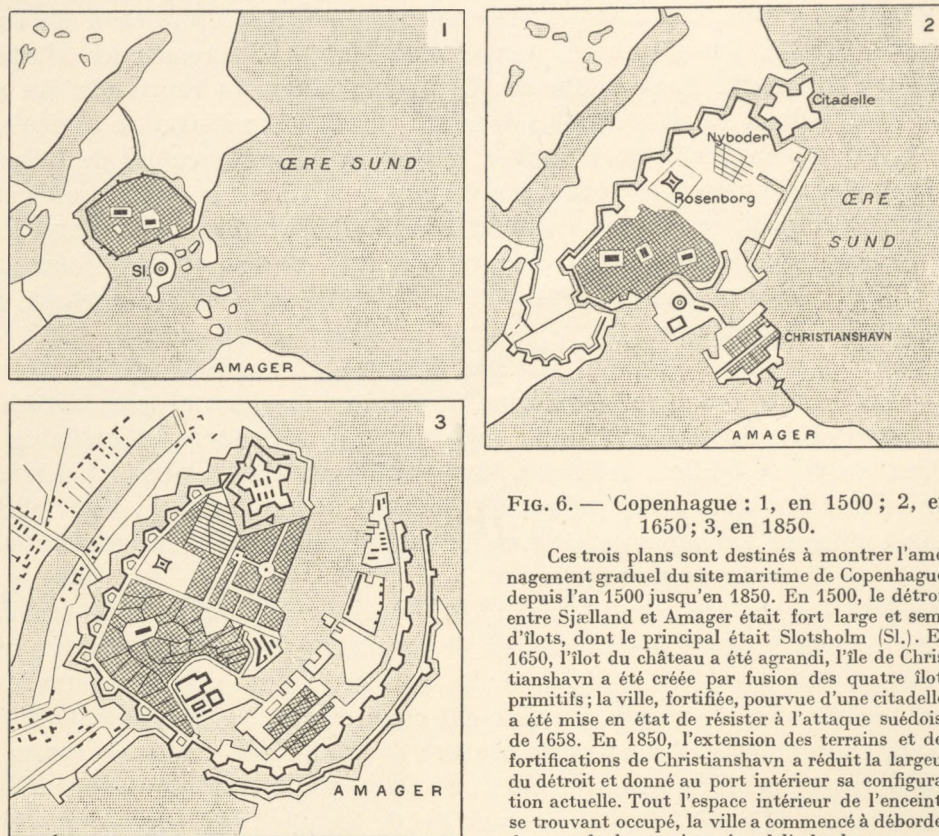 1
ŒRE SUND
Sl.
AMAGER
2
Citadelle
Nyboder
Rosenborg
ŒRE
SUND
CHRISTIANSHAVN
AMAGER
3
AMAGER
FIG. 6. — Copenhague : 1, en 1500 ; 2, e
1650 ; 3, en 1850.
Ces trois plans sont destinés à montrer l'amé
nagement graduel du site maritime de Copenhague
depuis l'an 1500 jusqu'en 1850. En 1500, le détroi
entre Sjælland et Amager était fort large et sem
d'îlots, dont le principal était Slotsholm (Sl.). E
1650, l'îlot du château a été agrandi, l'île de Chris
tianshavn a été créée par fusion des quatre îlot
primitifs ; la ville, fortifiée, pourvue d'une citadelle
a été mise en état de résister à l'attaque suédois
de 1658. En 1850, l'extension des terrains et de
fortifications de Christianshavn a réduit la largeu
du détroit et donné au port intérieur sa configura
tion actuelle. Tout l'espace intérieur de l'enceint
se trouvant occupé, la ville a commencé à déborde